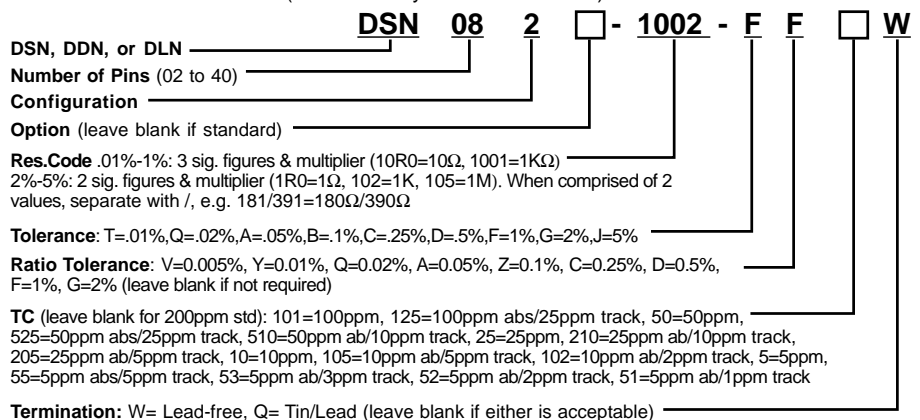 DSN 08 2 - 1002 - F F W
DSN, DDN, or DLN
Number of Pins (02 to 40)
Configuration
Option (leave blank if standard)
Res.Code .01%-1%: 3 sig. figures & multiplier (10R0=10Ω, 1001=1KΩ)
2%-5%: 2 sig. figures & multiplier (1R0=1Ω, 102=1K, 105=1M). When comprised of 2
values, separate with /, e.g. 181/391=180Ω/390Ω
Tolerance: T=.01%,Q=.02%,A=.05%,B=.1%,C=.25%,D=.5%,F=1%,G=2%,J=5%
Ratio Tolerance: V=0.005%, Y=0.01%, Q=0.02%, A=0.05%, Z=0.1%, C=0.25%, D=0.5%,
F=1%, G=2% (leave blank if not required)
TC (leave blank for 200ppm std): 101=100ppm, 125=100ppm abs/25ppm track, 50=50ppm,
525=50ppm abs/25ppm track, 510=50ppm ab/10ppm track, 25=25ppm, 210=25ppm ab/10ppm track,
205=25ppm ab/5ppm track, 10=10ppm, 105=10ppm ab/5ppm track, 102=10ppm ab/2ppm track, 5=5ppm,
55=5ppm abs/5ppm track, 53=5ppm ab/3ppm track, 52=5ppm ab/2ppm track, 51=5ppm ab/1ppm track
Termination: W= Lead-free, Q= Tin/Lead (leave blank if either is acceptable)